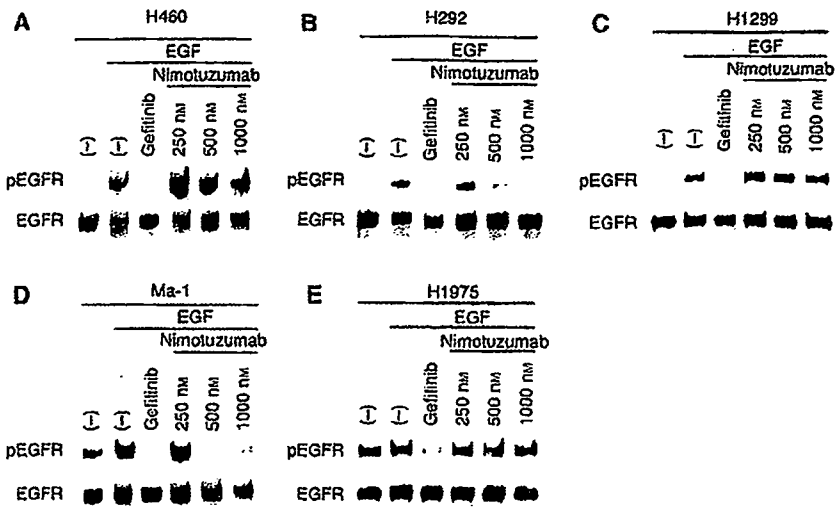 A
H460
EGF
Nimotuzumab
(–) (–) Gefitinib 250 nM 500 nM 1000 nM
pEGFR
EGFR
B
H292
EGF
Nimotuzumab
(–) (–) Gefitinib 250 nM 500 nM 1000 nM
pEGFR
EGFR
C
H1299
EGF
Nimotuzumab
(–) (–) Gefitinib 250 nM 500 nM 1000 nM
pEGFR
EGFR
D
Ma-1
EGF
Nimotuzumab
(–) (–) Gefitinib 250 nM 500 nM 1000 nM
pEGFR
EGFR
E
H1975
EGF
Nimotuzumab
(–) (–) Gefitinib 250 nM 500 nM 1000 nM
pEGFR
EGFR